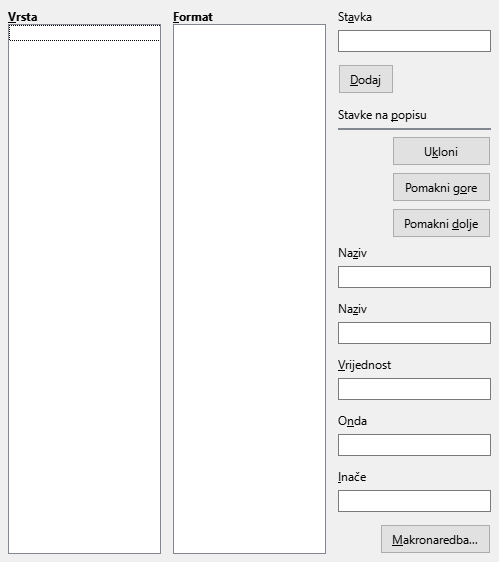 Vrsta
Format
Stavka
Dodaj
Stavke na popisu
Ukloni
Pomakni gore
Pomakni dolje
Naziv
Naziv
Vrijednost
Onda
Inače
Makronaredba...